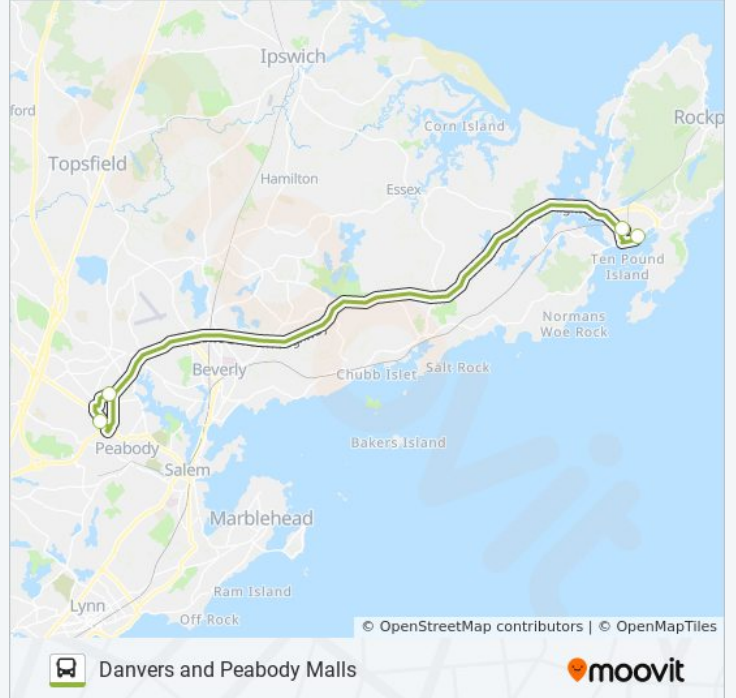 Ipswich
ford
Corn Island
Rockp
Topsfield
Hamilton
Essex
Ten Pound
Island
Normans
Woe Rock
Beverly
Chubb Islet
Salt Rock
Bakers Island
Peabody
Salem
Marblehead
Ram Island
Lynn
Off Rock
© OpenStreetMap contributors | © OpenMapTiles
Danvers and Peabody Malls
moovit